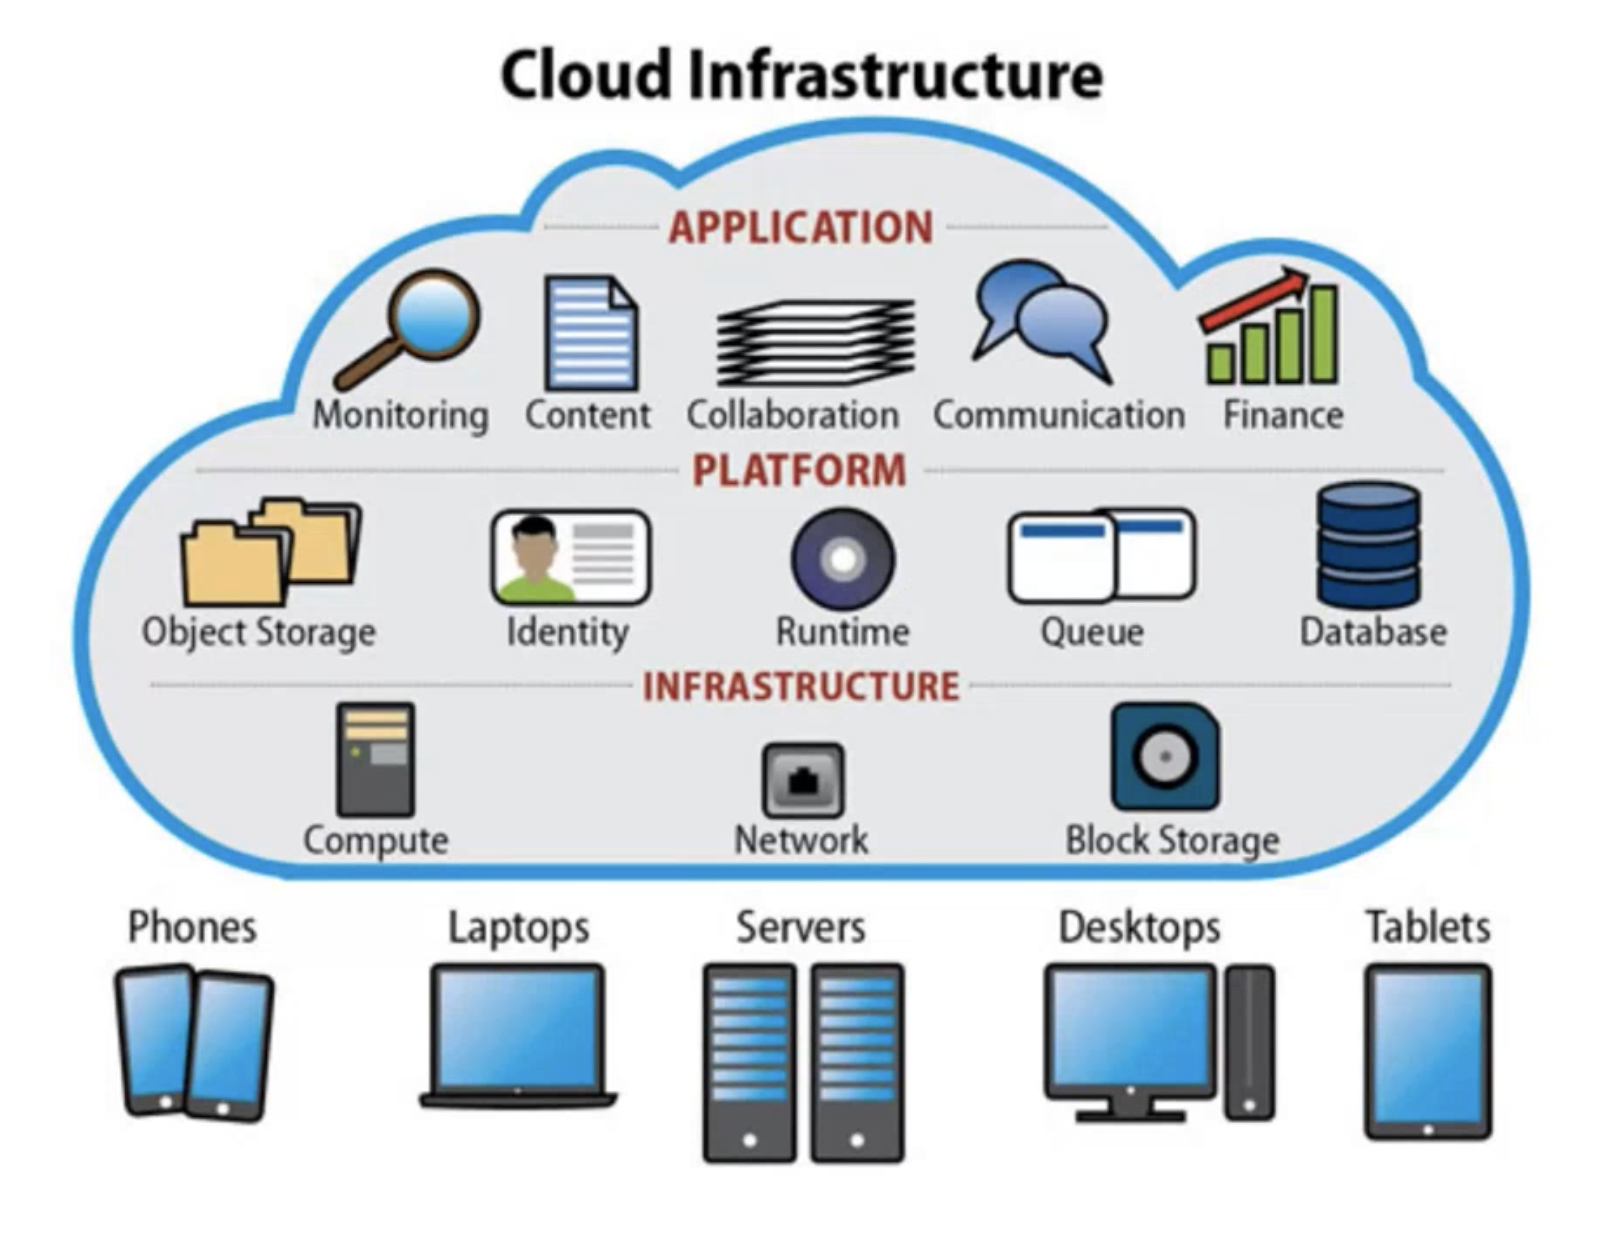 Cloud Infrastructure
APPLICATION
Monitoring Content Collaboration Communication Finance
PLATFORM
Object Storage Identity Runtime Queue Database
INFRASTRUCTURE
Compute Network Block Storage
Phones Laptops Servers Desktops Tablets